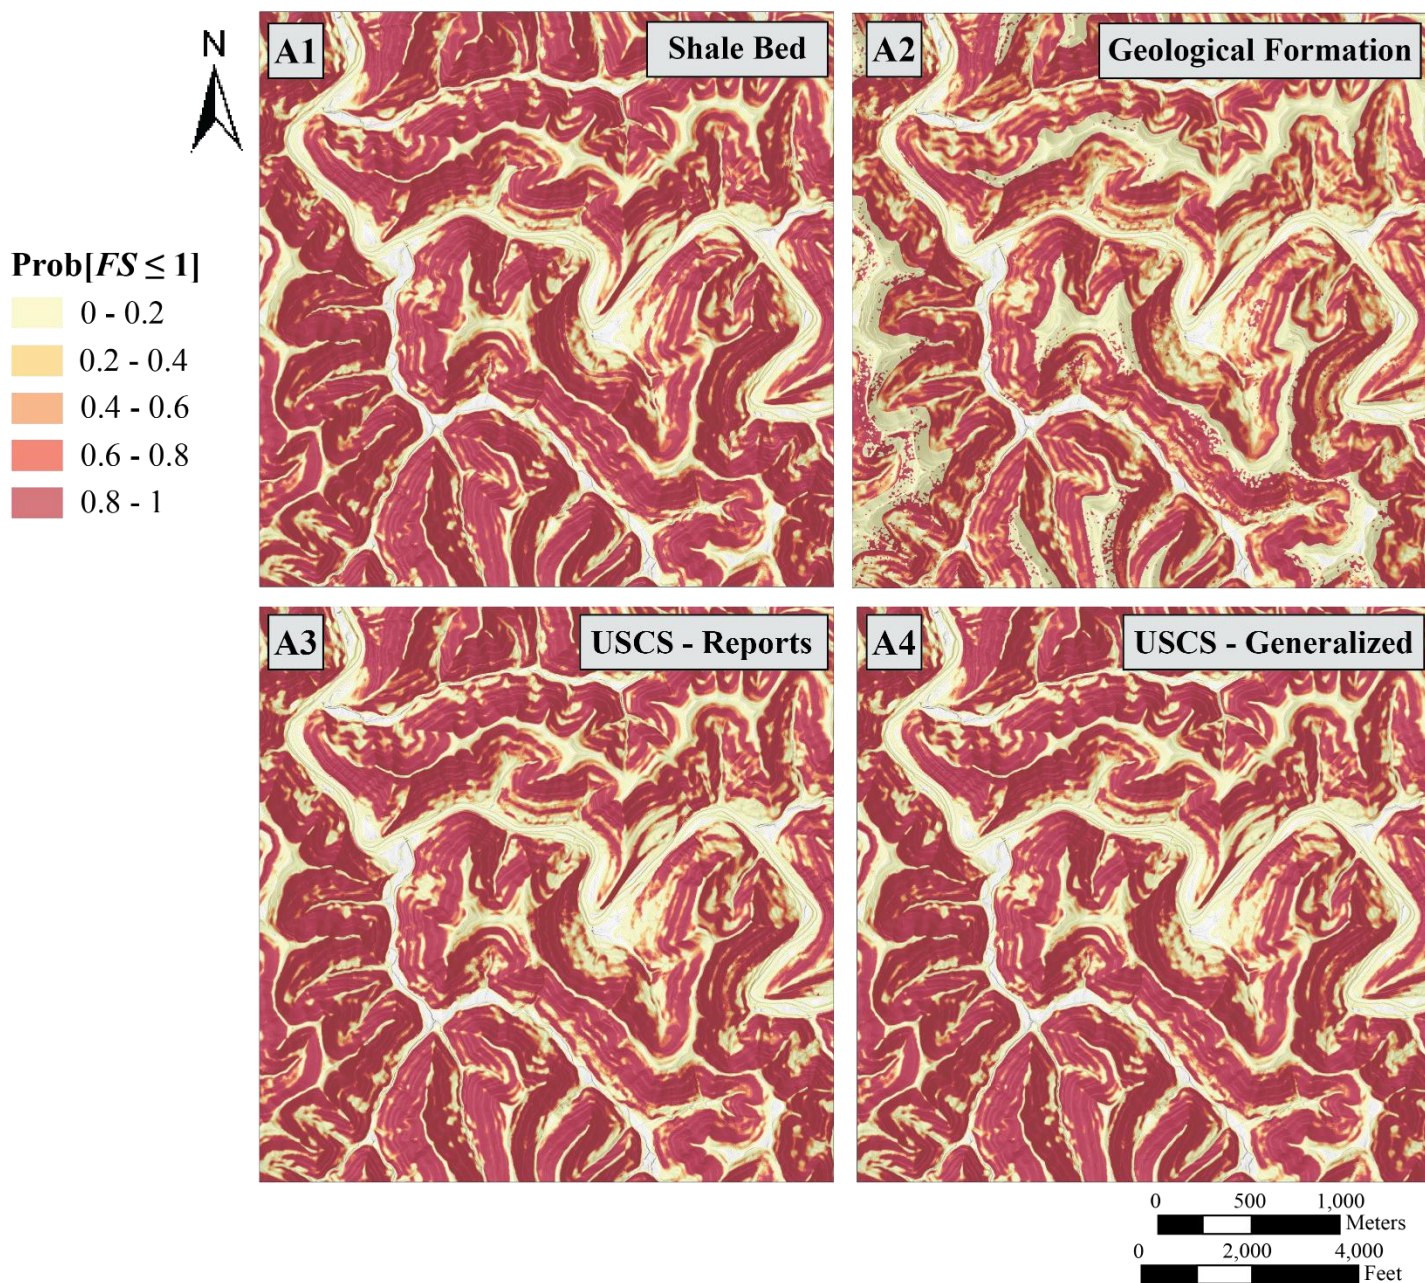 N
A1
Shale Bed
A2
Geological Formation
Prob[FS ≤ 1]
0 - 0.2
0.2 - 0.4
0.4 - 0.6
0.6 - 0.8
0.8 - 1
A3
USCS - Reports
A4
USCS - Generalized
0 500 1,000
Meters
0 2,000 4,000
Feet